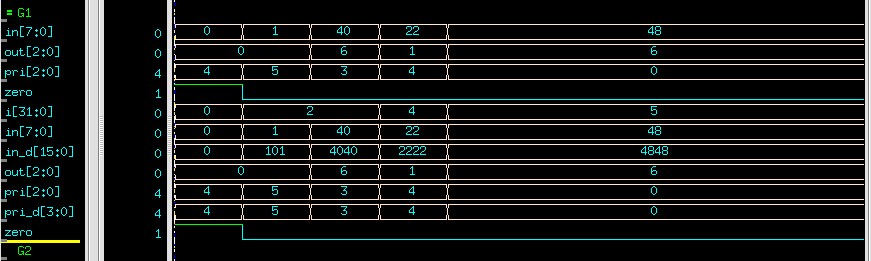 = G1
in[7:0] 0 0 1 40 22 48
out[2:0] 0 0 6 1 6
pri[2:0] 4 4 5 3 4 0
zero 1
i[31:0] 0 0 2 4 5
in[7:0] 0 0 1 40 22 48
in_d[15:0] 0 0 101 4040 2222 4848
out[2:0] 0 0 6 1 6
pri[2:0] 4 4 5 3 4 0
pri_d[3:0] 4 4 5 3 4 0
zero 1
G2